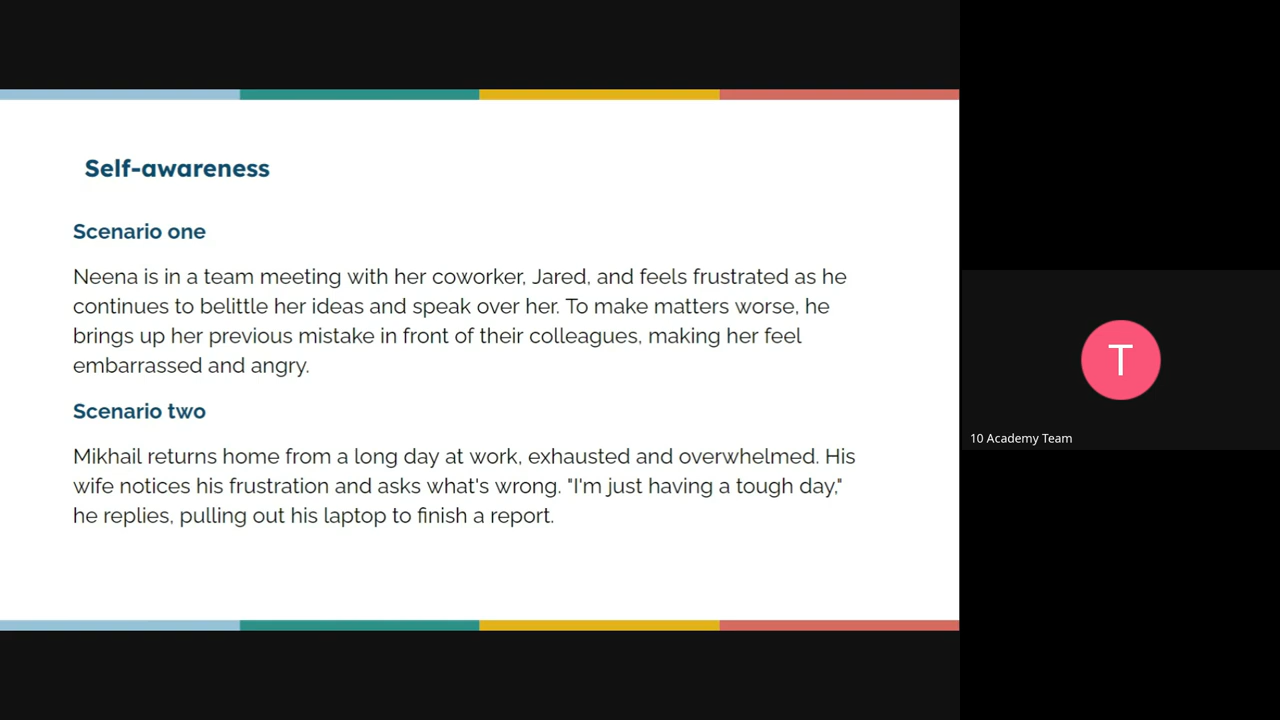 Self-awareness
Scenario one
Neena is in a team meeting with her coworker, Jared, and feels frustrated as he
continues to belittle her ideas and speak over her. To make matters worse, he
brings up her previous mistake in front of their colleagues, making her feel
embarrassed and angry.
Scenario two
Mikhail returns home from a long day at work, exhausted and overwhelmed. His
wife notices his frustration and asks what's wrong. "I'm just having a tough day,"
he replies, pulling out his laptop to finish a report.
T
10 Academy Team